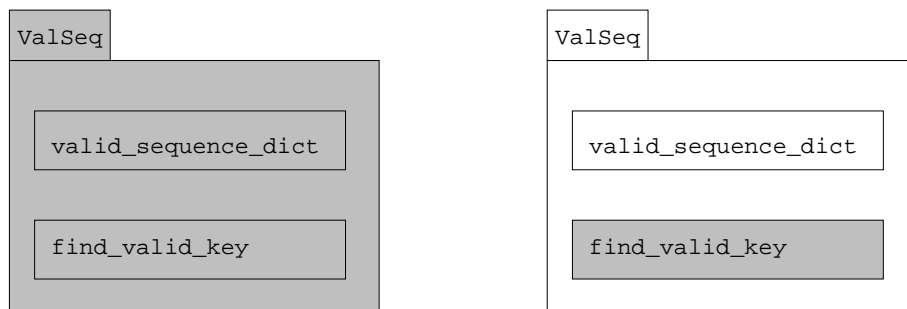 ValSeq
valid_sequence_dict
find_valid_key
ValSeq
valid_sequence_dict
find_valid_key